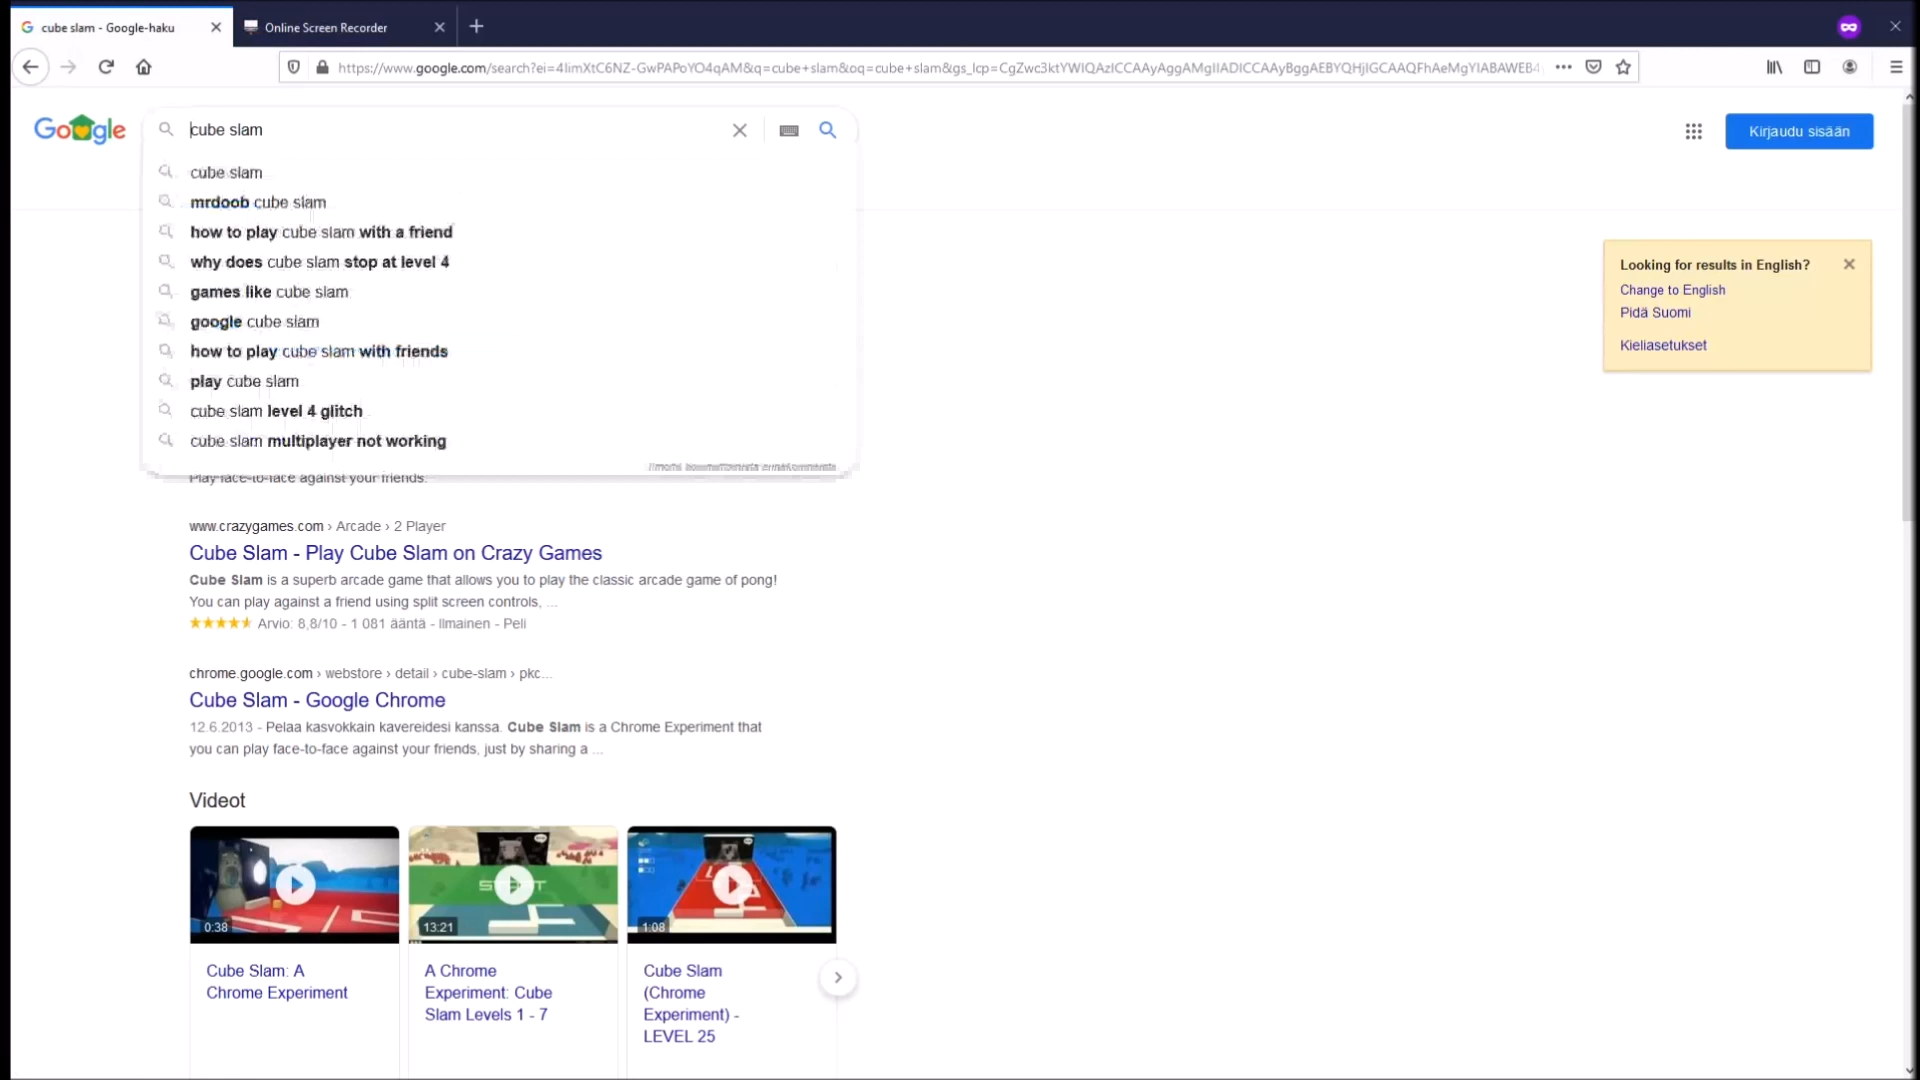 cube slam - Google-haku
Online Screen Recorder
https://www.google.com/search?ei=4IimXtC6NZ-GwPAPoYO4qAM&q=cube+slam&oq=cube+slam&gs_lcp=CgZwc3ktYWIQAzICCAAyAggAMgIIADICCAAyBggAEBYQHjIGCAAQFhAeMgYIABAWEB4
Google
cube slam
Kirjaudu sisään
cube slam
mrdoob cube slam
how to play cube slam with a friend
why does cube slam stop at level 4
games like cube slam
google cube slam
how to play cube slam with friends
play cube slam
cube slam level 4 glitch
cube slam multiplayer not working
Looking for results in English?
Change to English
Pidä Suomi
Kieliasetukset
Play face-to-face against your friends.
www.crazygames.com › Arcade › 2 Player
Cube Slam - Play Cube Slam on Crazy Games
Cube Slam is a superb arcade game that allows you to play the classic arcade game of pong!
You can play against a friend using split screen controls, ...
Arvio: 8,8/10 - 1 081 ääntä - Ilmainen - Peli
chrome.google.com › webstore › detail › cube-slam › pkc...
Cube Slam - Google Chrome
12.6.2013 - Pelaa kasvokkain kavereidesi kanssa. Cube Slam is a Chrome Experiment that
you can play face-to-face against your friends, just by sharing a ...
Videot
START
0:38
13:21
1:08
Cube Slam: A
Chrome Experiment
A Chrome
Experiment: Cube
Slam Levels 1 - 7
Cube Slam
(Chrome
Experiment) -
LEVEL 25